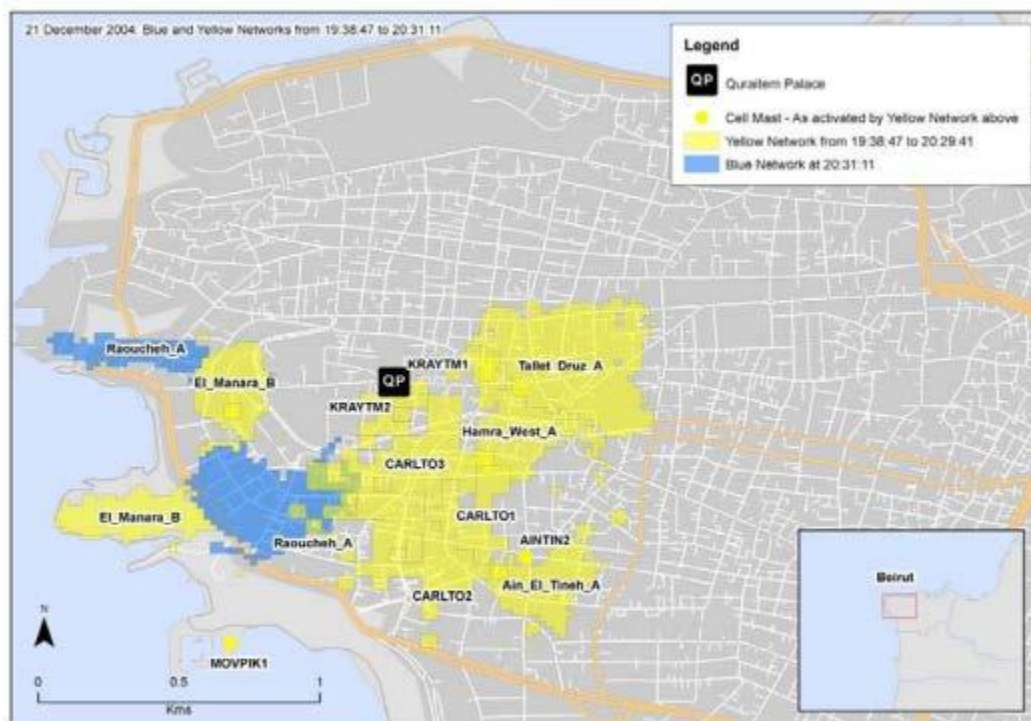 21 December 2004: Blue and Yellow Networks from 19:38:47 to 20:31:11
Legend
QP Quraitem Palace
Cell Mast - As activated by Yellow Network above
Yellow Network from 19:38:47 to 20:29:41
Blue Network at 20:31:11
Raoucheh_A
El_Manara_B
KRAYTM1
Tallet_Druz_A
QP
KRAYTM2
Hamra_West_A
CARLTO3
El_Manara_B
CARLTO1
Raoucheh_A
AINTIN2
Ain_El_Tineh_A
CARLTO2
Beirut
N
MOVPIK1
0 0.5 1
Kms